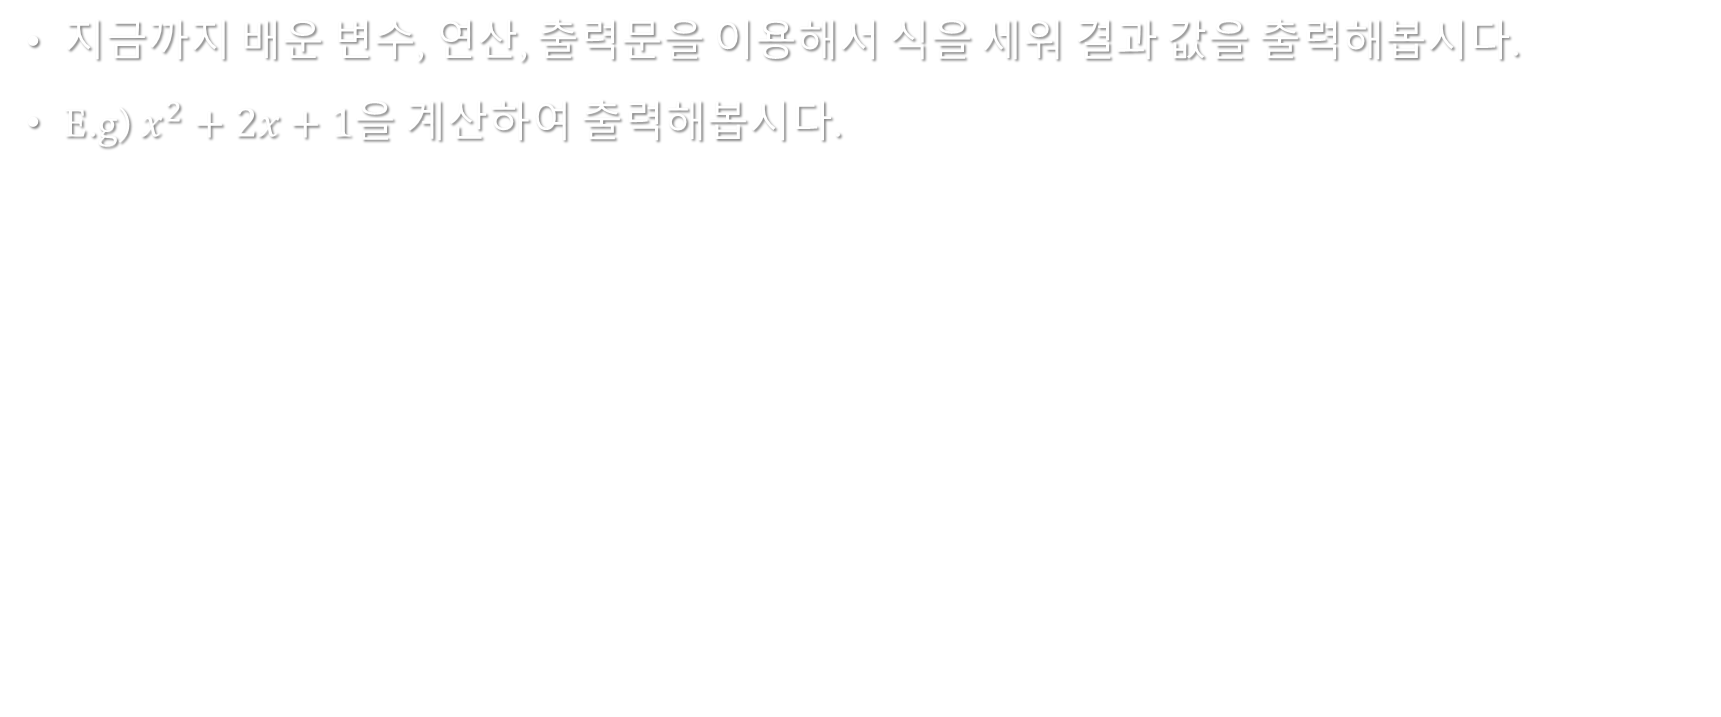 • 지금까지 배운 변수, 연산, 출력문을 이용해서 식을 세워 결과 값을 출력해봅시다.
• E.g) 𝑥² + 2𝑥 + 1을 계산하여 출력해봅시다.